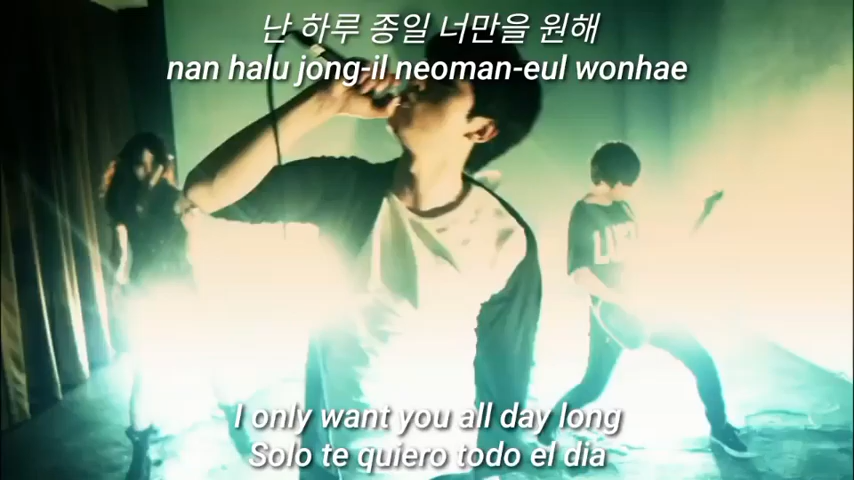 난 하루 종일 너만을 원해
nan halu jong-il neoman-eul wonhae
I only want you all day long
Solo te quiero todo el dia